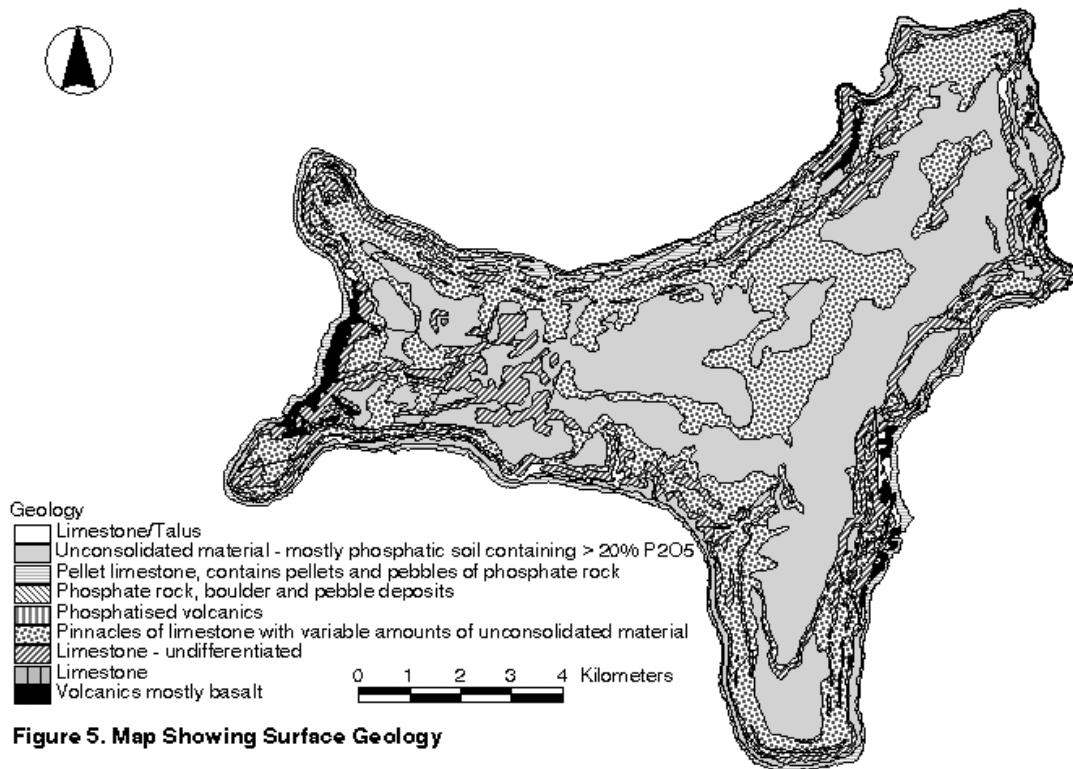 Geology
Limestone/Talus
Unconsolidated material - mostly phosphatic soil containing > 20% P2O5
Pellet limestone, contains pellets and pebbles of phosphate rock
Phosphate rock, boulder and pebble deposits
Phosphatised volcanics
Pinnacles of limestone with variable amounts of unconsolidated material
Limestone - undifferentiated
Limestone
Volcanics mostly basalt
0 1 2 3 4 Kilometers
Figure 5. Map Showing Surface Geology